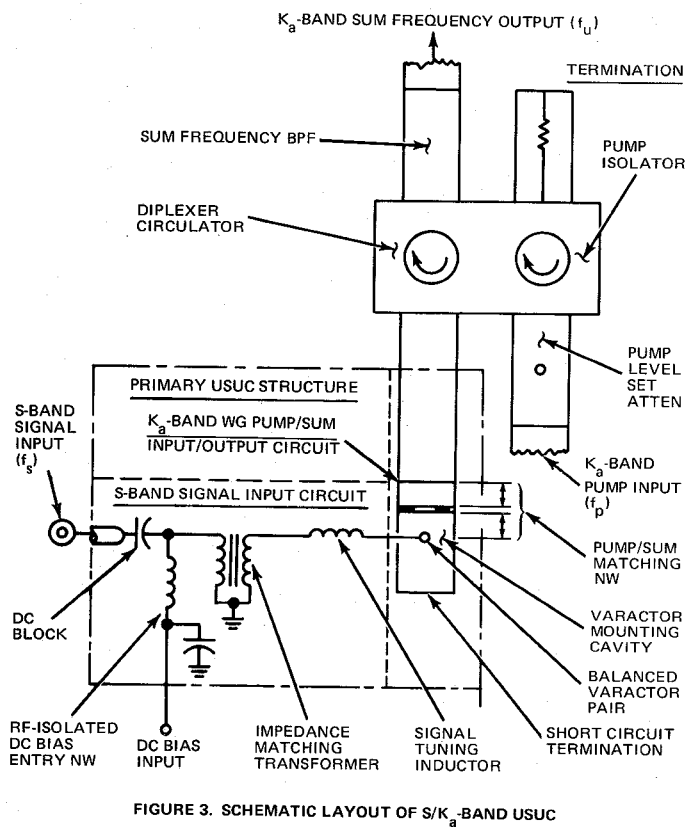 Ka-BAND SUM FREQUENCY OUTPUT (fu)
TERMINATION
SUM FREQUENCY BPF
PUMP
ISOLATOR
DIPLEXER
CIRCULATOR
PUMP
LEVEL
SET
ATTEN
PRIMARY USUC STRUCTURE
S-BAND
SIGNAL
INPUT
(fs)
Ka-BAND WG PUMP/SUM
INPUT/OUTPUT CIRCUIT
Ka-BAND
PUMP INPUT
(fp)
S-BAND SIGNAL INPUT CIRCUIT
PUMP/SUM
MATCHING
NW
DC
BLOCK
VARACTOR
MOUNTING
CAVITY
BALANCED
VARACTOR
PAIR
RF-ISOLATED
DC BIAS
ENTRY NW
DC BIAS
INPUT
IMPEDANCE
MATCHING
TRANSFORMER
SIGNAL
TUNING
INDUCTOR
SHORT CIRCUIT
TERMINATION
FIGURE 3. SCHEMATIC LAYOUT OF S/Ka-BAND USUC